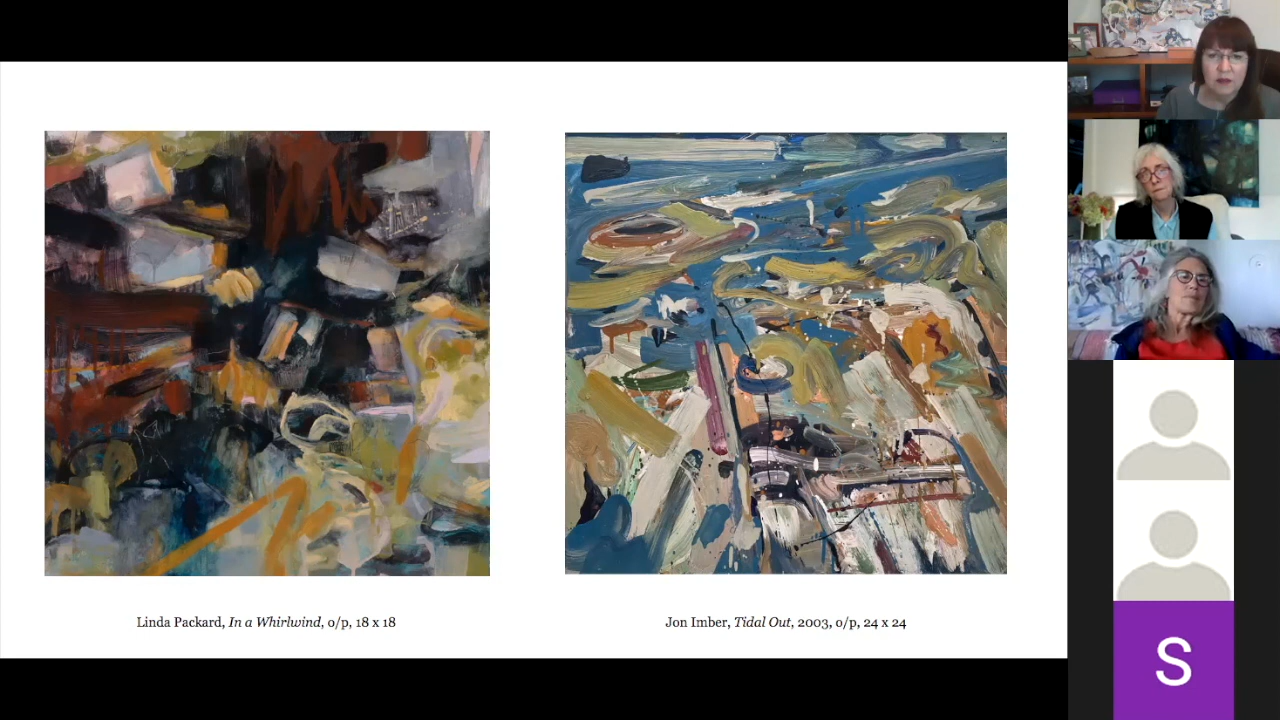 Linda Packard, In a Whirlwind, o/p, 18 x 18
Jon Imber, Tidal Out, 2003, o/p, 24 x 24
S